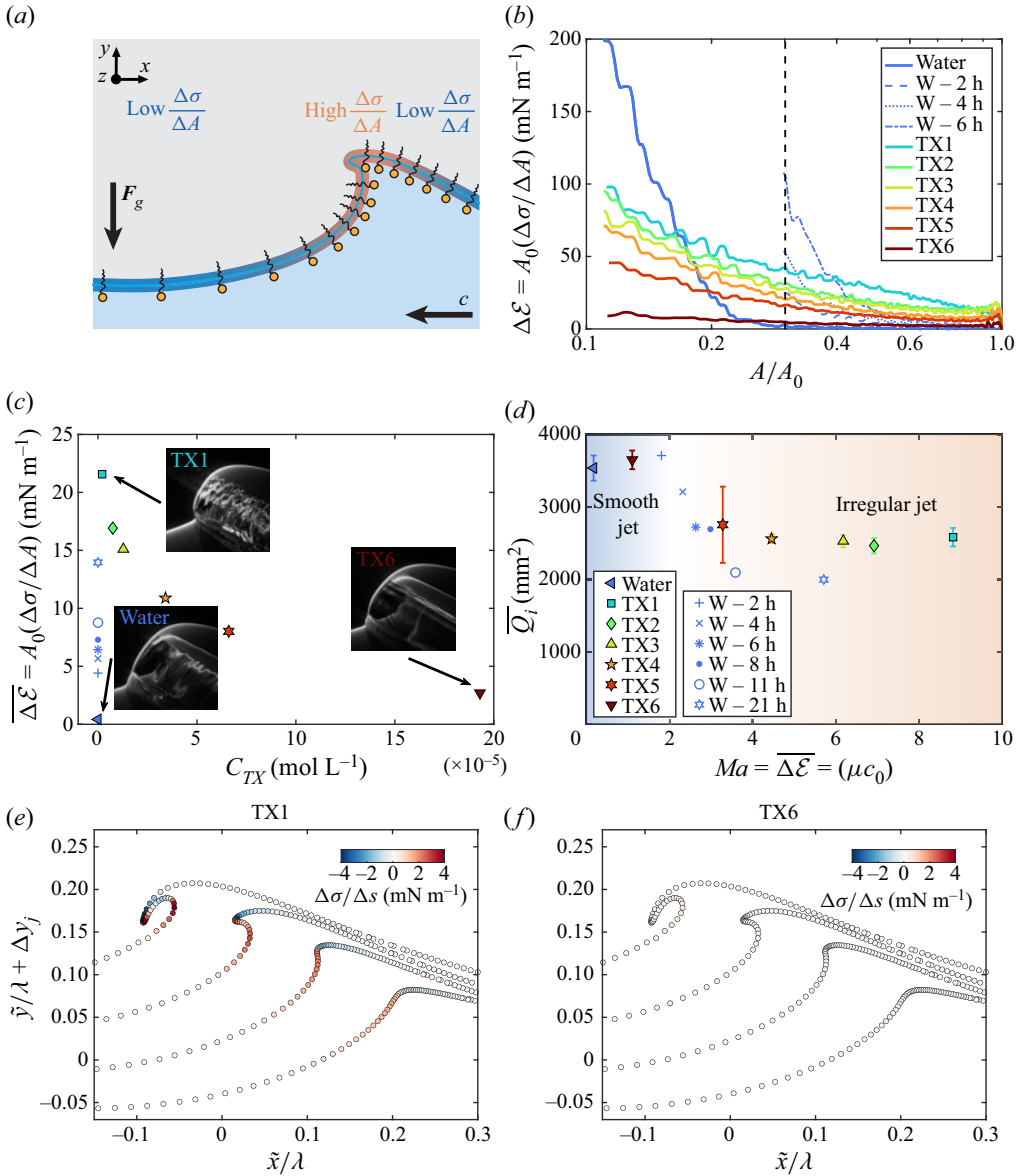 (a)
y
x
z
Low Δσ/ΔA
High Δσ/ΔA
Low Δσ/ΔA
F_g
c
(b)
200
150
100
50
0
Δℰ = A_0(Δσ/ΔA) (mN m^−1)
0.1
0.2
0.4
0.6
1.0
A/A_0
Water
W – 2 h
W – 4 h
W – 6 h
TX1
TX2
TX3
TX4
TX5
TX6
(c)
25
20
15
10
5
0
Δℰ = A_0(Δσ/ΔA) (mN m^−1)
TX1
TX6
Water
0
5
10
15
20
C_TX (mol L^−1)
(×10^−5)
(d)
4000
3000
2000
1000
0
Q_i (mm^2)
Smooth
jet
Irregular jet
Water
TX1
TX2
TX3
TX4
TX5
TX6
W – 2 h
W – 4 h
W – 6 h
W – 8 h
W – 11 h
W – 21 h
0
2
4
6
8
10
Ma = Δℰ = (μc_0)
(e)
TX1
0.25
0.20
0.15
0.10
0.05
0
–0.05
ỹ/λ + Δy_j
–4 –2 0 2 4
Δσ/Δs (mN m^−1)
–0.1
0
0.1
0.2
0.3
x̃/λ
(f)
TX6
0.25
0.20
0.15
0.10
0.05
0
–0.05
–4 –2 0 2 4
Δσ/Δs (mN m^−1)
–0.1
0
0.1
0.2
0.3
x̃/λ